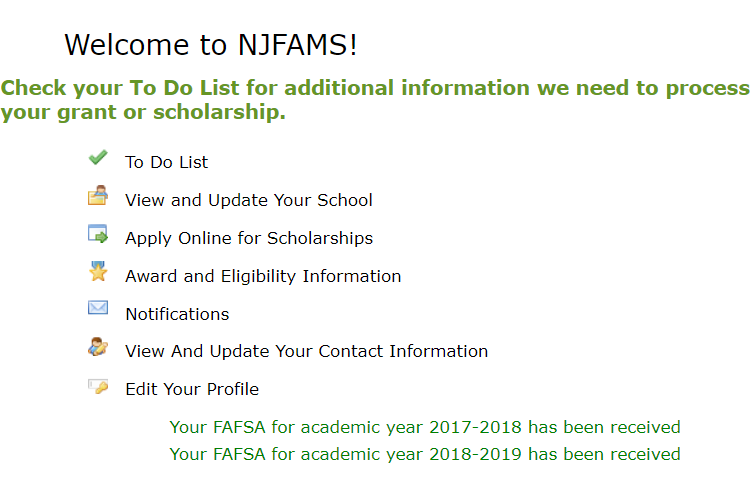 Welcome to NJFAMS!
Check your To Do List for additional information we need to process
your grant or scholarship.
To Do List
View and Update Your School
Apply Online for Scholarships
Award and Eligibility Information
Notifications
View And Update Your Contact Information
Edit Your Profile
Your FAFSA for academic year 2017-2018 has been received
Your FAFSA for academic year 2018-2019 has been received